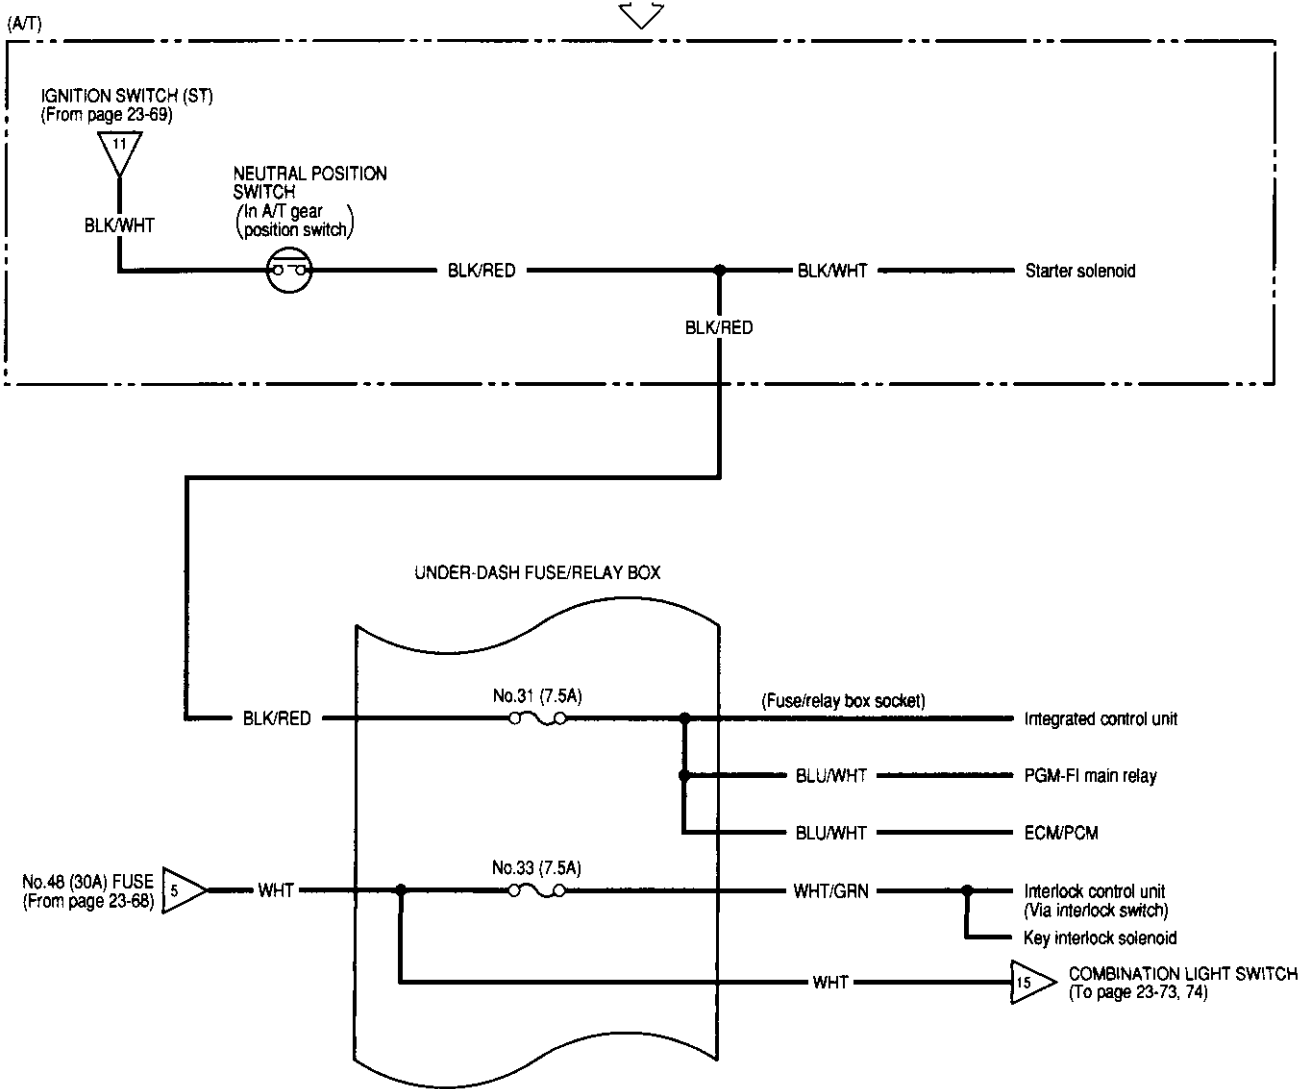 (A/T)
IGNITION SWITCH (ST)
(From page 23-69)
11
BLK/WHT
NEUTRAL POSITION
SWITCH
(In A/T gear
position switch)
BLK/RED
BLK/WHT
Starter solenoid
BLK/RED
UNDER-DASH FUSE/RELAY BOX
No.31 (7.5A)
(Fuse/relay box socket)
BLK/RED
Integrated control unit
BLU/WHT
PGM-FI main relay
BLU/WHT
ECM/PCM
No.48 (30A) FUSE
(From page 23-68)
5
WHT
No.33 (7.5A)
WHT/GRN
Interlock control unit
(Via interlock switch)
Key interlock solenoid
WHT
15
COMBINATION LIGHT SWITCH
(To page 23-73, 74)